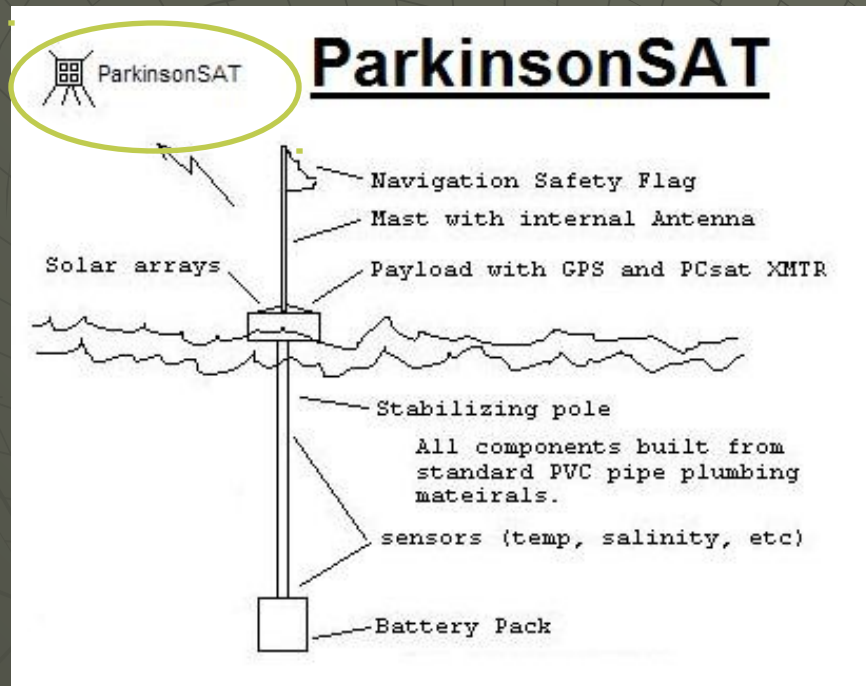 ParkinsonSAT
ParkinsonSAT
Navigation Safety Flag
Mast with internal Antenna
Solar arrays
Payload with GPS and PCsat XMTR
Stabilizing pole
All components built from
standard PVC pipe plumbing
mateirals.
sensors (temp, salinity, etc)
Battery Pack